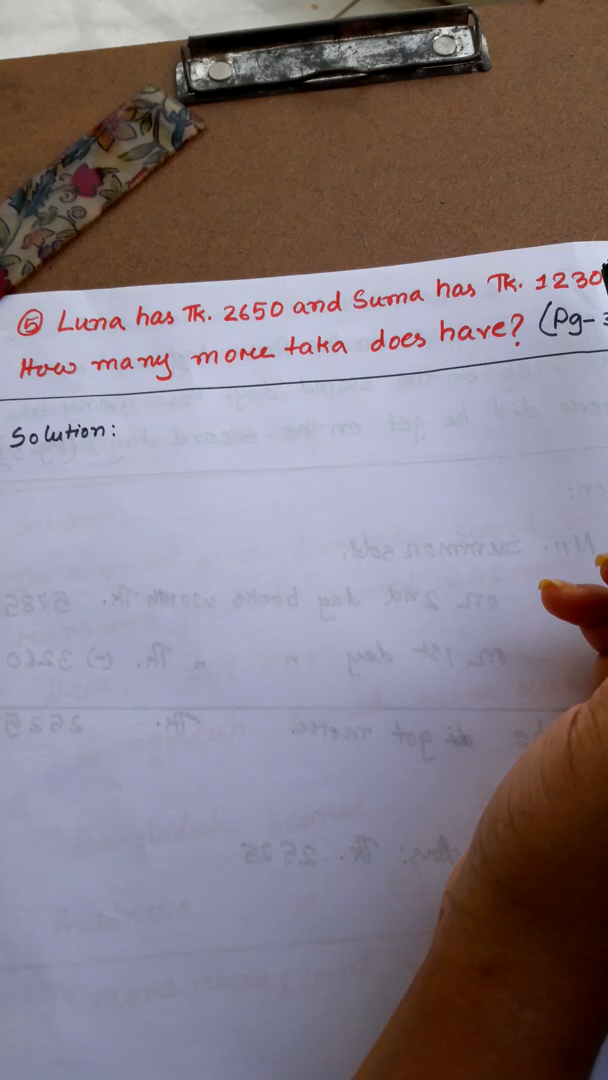 ⑤ Luna has Tk. 2650 and Suma has Tk. 1230
How many more taka does have? (Pg-
Solution: